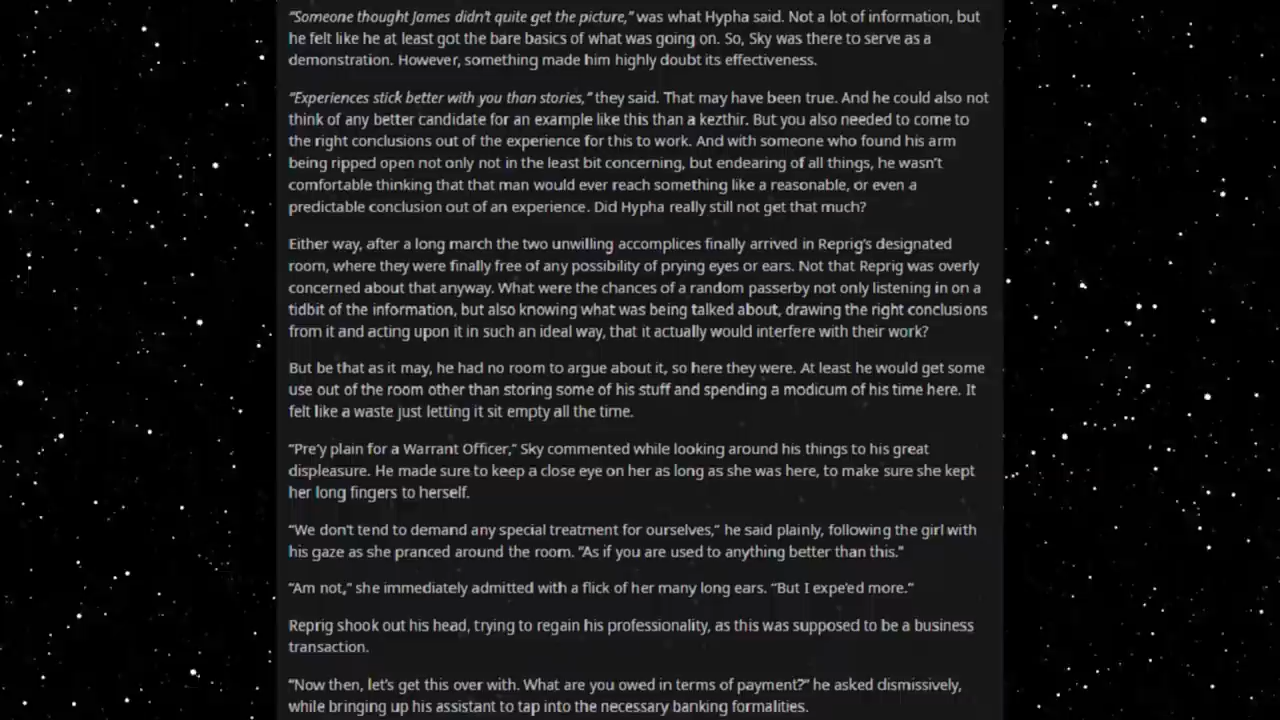 “Someone thought James didn’t quite get the picture,” was what Hypha said. Not a lot of information, but
he felt like he at least got the bare basics of what was going on. So, Sky was there to serve as a
demonstration. However, something made him highly doubt its effectiveness.
“Experiences stick better with you than stories,” they said. That may have been true. And he could also not
think of any better candidate for an example like this than a kezthir. But you also needed to come to
the right conclusions out of the experience for this to work. And with someone who found his arm
being ripped open not only not in the least bit concerning, but endearing of all things, he wasn’t
comfortable thinking that that man would ever reach something like a reasonable, or even a
predictable conclusion out of an experience. Did Hypha really still not get that much?
Either way, after a long march the two unwilling accomplices finally arrived in Reprig’s designated
room, where they were finally free of any possibility of prying eyes or ears. Not that Reprig was overly
concerned about that anyway. What were the chances of a random passerby not only listening in on a
tidbit of the information, but also knowing what was being talked about, drawing the right conclusions
from it and acting upon it in such an ideal way, that it actually would interfere with their work?
But be that as it may, he had no room to argue about it, so here they were. At least he would get some
use out of the room other than storing some of his stuff and spending a modicum of his time here. It
felt like a waste just letting it sit empty all the time.
“Pre’y plain for a Warrant Officer,” Sky commented while looking around his things to his great
displeasure. He made sure to keep a close eye on her as long as she was here, to make sure she kept
her long fingers to herself.
“We don’t tend to demand any special treatment for ourselves,” he said plainly, following the girl with
his gaze as she pranced around the room. “As if you are used to anything better than this.”
“Am not,” she immediately admitted with a flick of her many long ears. “But I expe’ed more.”
Reprig shook out his head, trying to regain his professionality, as this was supposed to be a business
transaction.
“Now then, let’s get this over with. What are you owed in terms of payment?” he asked dismissively,
while bringing up his assistant to tap into the necessary banking formalities.